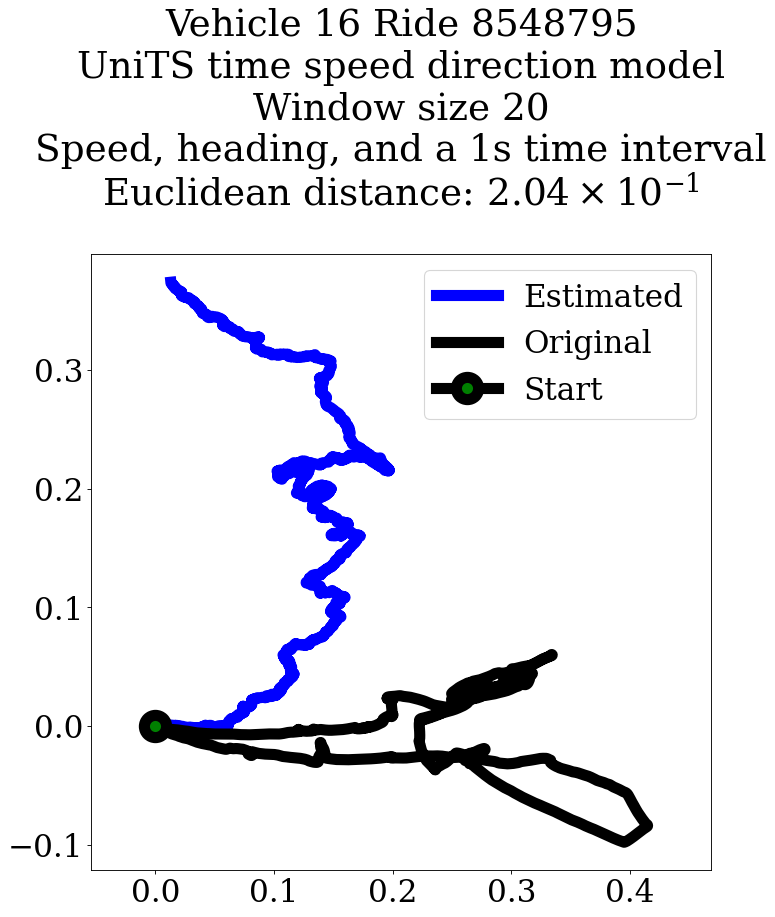 Vehicle 16 Ride 8548795
UniTS time speed direction model
Window size 20
Speed, heading, and a 1s time interval
Euclidean distance: 2.04 × 10⁻¹
Estimated
Original
Start
0.3
0.2
0.1
0.0
−0.1
0.0 0.1 0.2 0.3 0.4